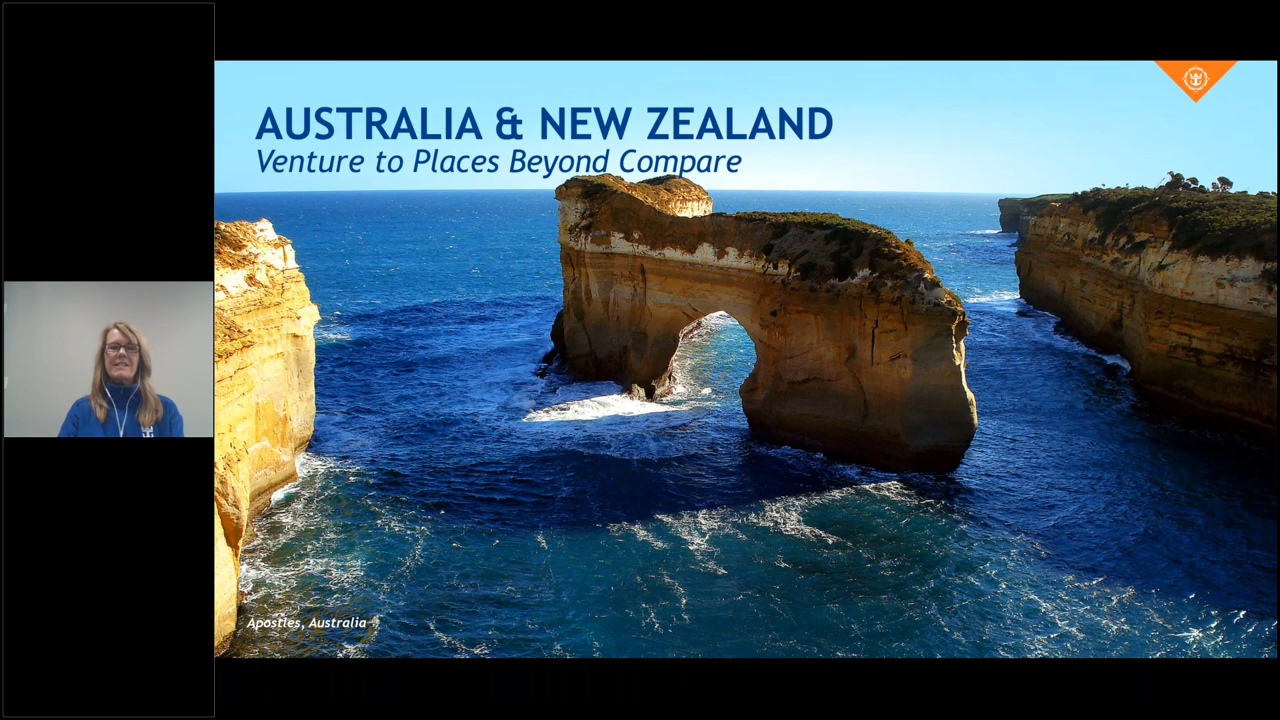 AUSTRALIA & NEW ZEALAND
Venture to Places Beyond Compare
Apostles, Australia